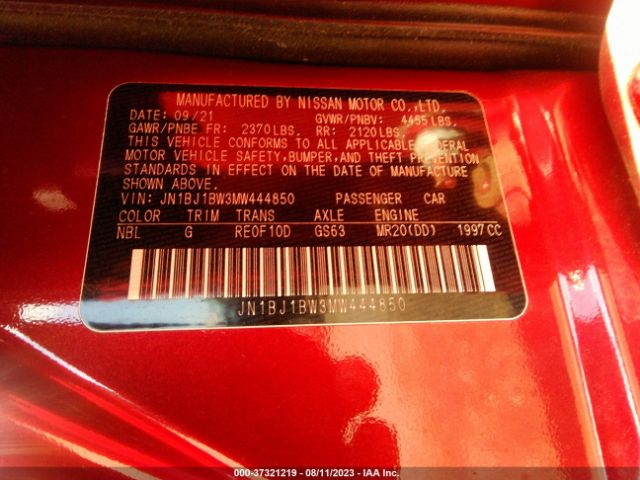 MANUFACTURED BY NISSAN MOTOR CO.,LTD.
DATE: 09/21 GVWR/PNBV: 4455 LBS,
GAWR/PNBE FR: 2370 LBS, RR: 2120 LBS,
THIS VEHICLE CONFORMS TO ALL APPLICABLE FEDERAL
MOTOR VEHICLE SAFETY, BUMPER, AND THEFT PREVENTION
STANDARDS IN EFFECT ON THE DATE OF MANUFACTURE
SHOWN ABOVE.
VIN: JN1BJ1BW3MW444850 PASSENGER CAR
COLOR TRIM TRANS AXLE ENGINE
NBL G RE0F10D GS63 MR20(DD) 1997CC
JN1BJ1BW3MW444850
000-37321219 - 08/11/2023 - IAA Inc.